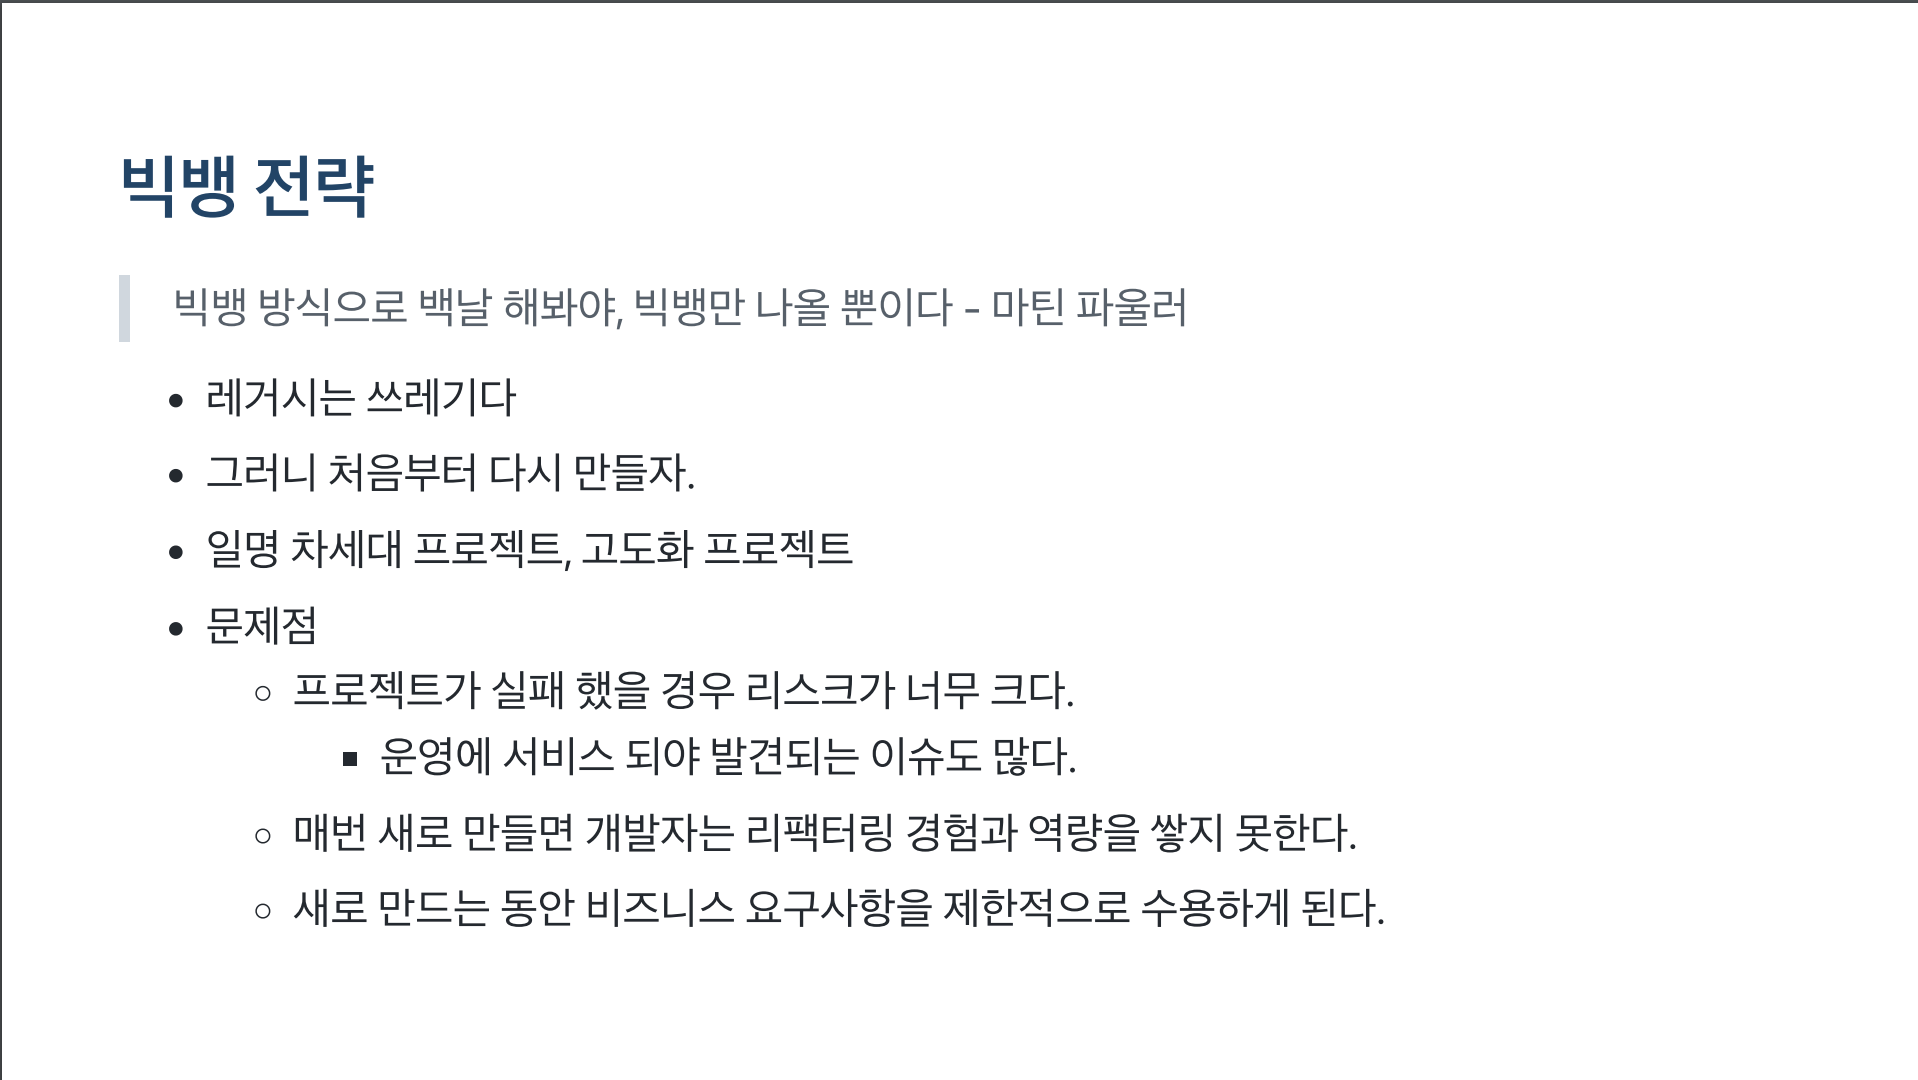 빅뱅 전략
빅뱅 방식으로 백날 해봐야, 빅뱅만 나올 뿐이다 - 마틴 파울러
레거시는 쓰레기다
그러니 처음부터 다시 만들자.
일명 차세대 프로젝트, 고도화 프로젝트
문제점
프로젝트가 실패 했을 경우 리스크가 너무 크다.
운영에 서비스 되야 발견되는 이슈도 많다.
매번 새로 만들면 개발자는 리팩터링 경험과 역량을 쌓지 못한다.
새로 만드는 동안 비즈니스 요구사항을 제한적으로 수용하게 된다.